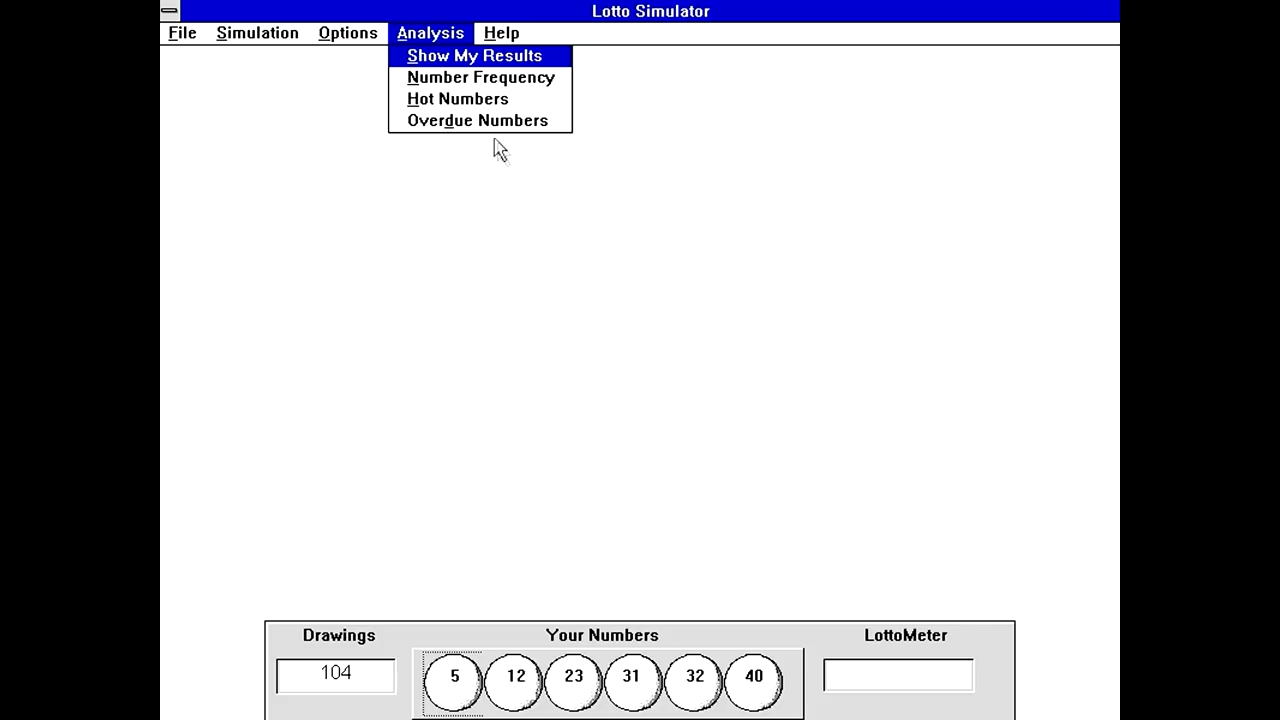 Lotto Simulator
File Simulation Options Analysis Help
Show My Results
Number Frequency
Hot Numbers
Overdue Numbers
Drawings Your Numbers LottoMeter
104 5 12 23 31 32 40